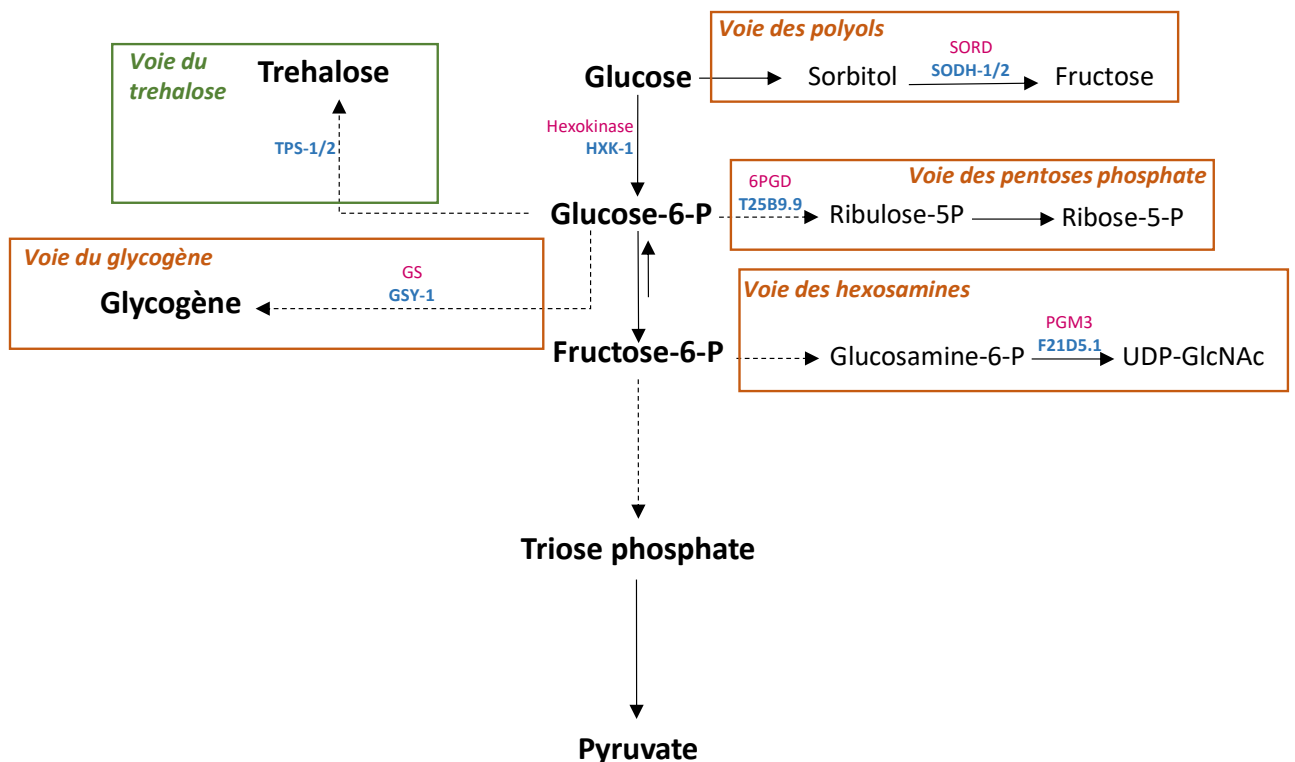 Voie des polyols
Voie du
trehalose
Trehalose
Glucose
Sorbitol
SORD
SODH-1/2
Fructose
Hexokinase
HXK-1
TPS-1/2
6PGD
T25B9.9
Voie des pentoses phosphate
Glucose-6-P
Ribulose-5P
Ribose-5-P
Voie du glycogène
GS
GSY-1
Glycogène
Voie des hexosamines
PGM3
F21D5.1
Fructose-6-P
Glucosamine-6-P
UDP-GlcNAc
Triose phosphate
Pyruvate